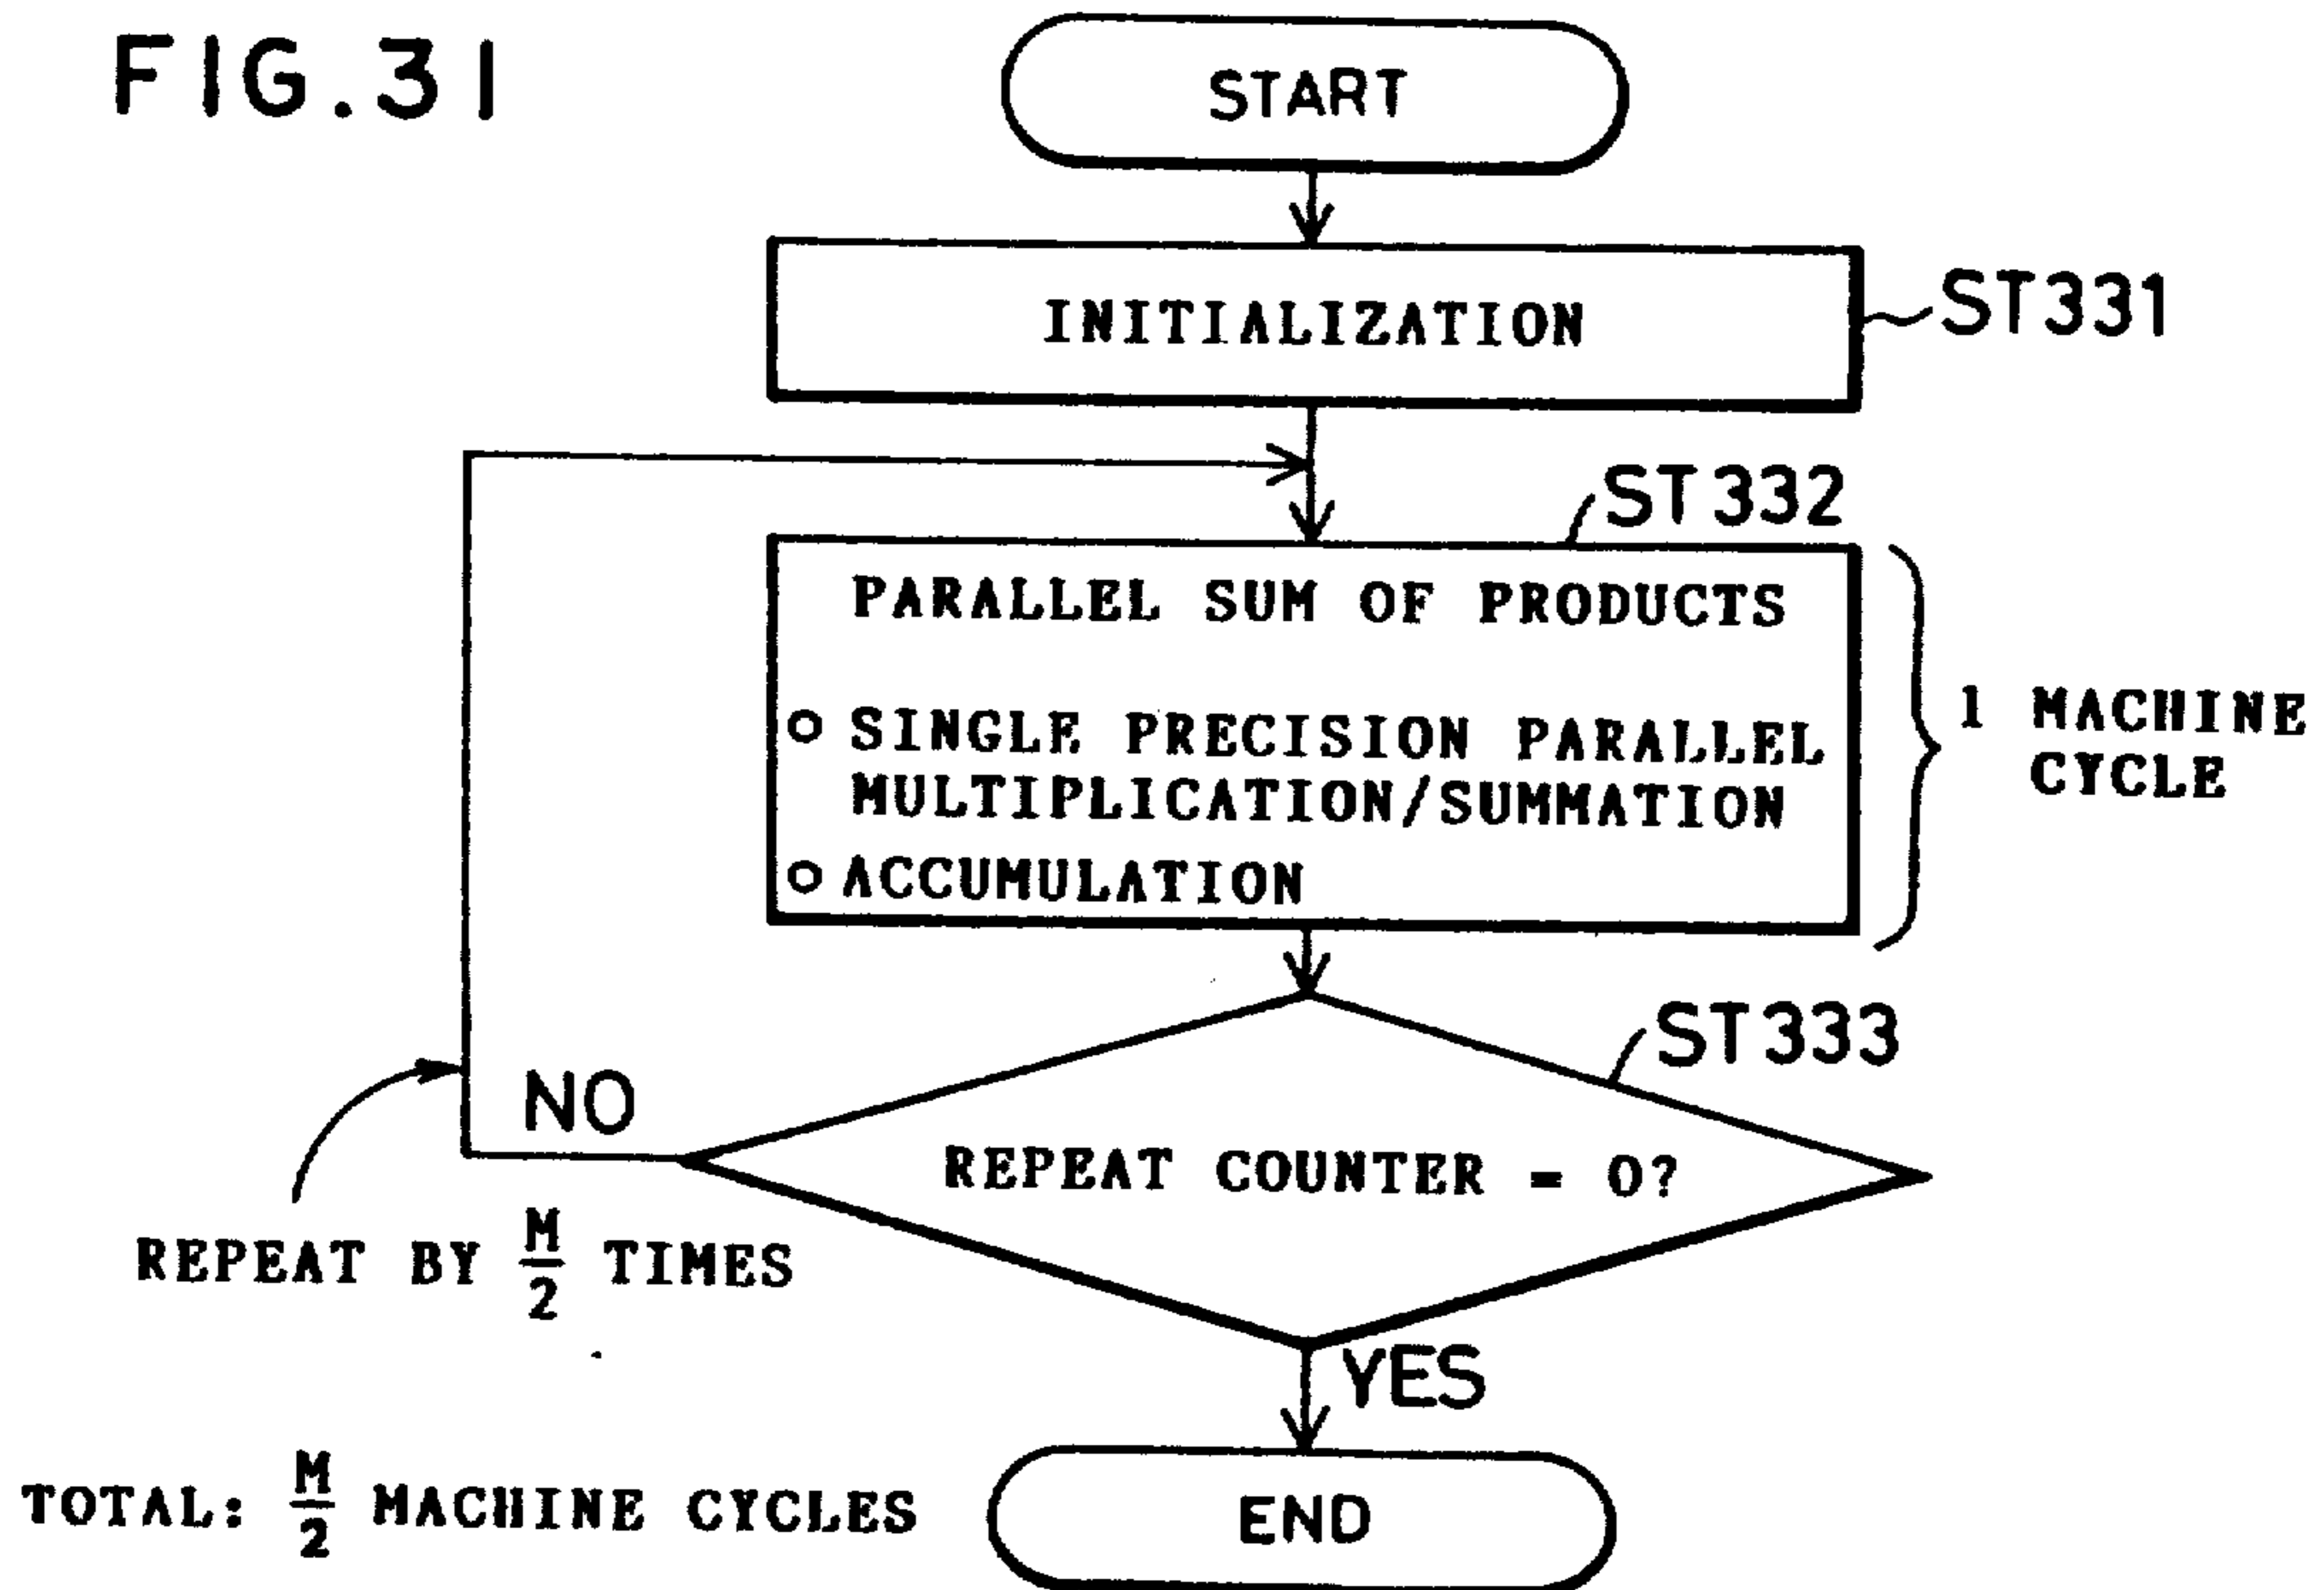 FIG.31
START
INITIALIZATION
ST331
ST332
PARALLEL SUM OF PRODUCTS
○ SINGLE PRECISION PARALLEL
MULTIPLICATION/SUMMATION
○ ACCUMULATION
1 MACHINE
CYCLE
ST333
NO
REPEAT COUNTER = 0?
REPEAT BY M/2 TIMES
YES
TOTAL: M/2 MACHINE CYCLES
END